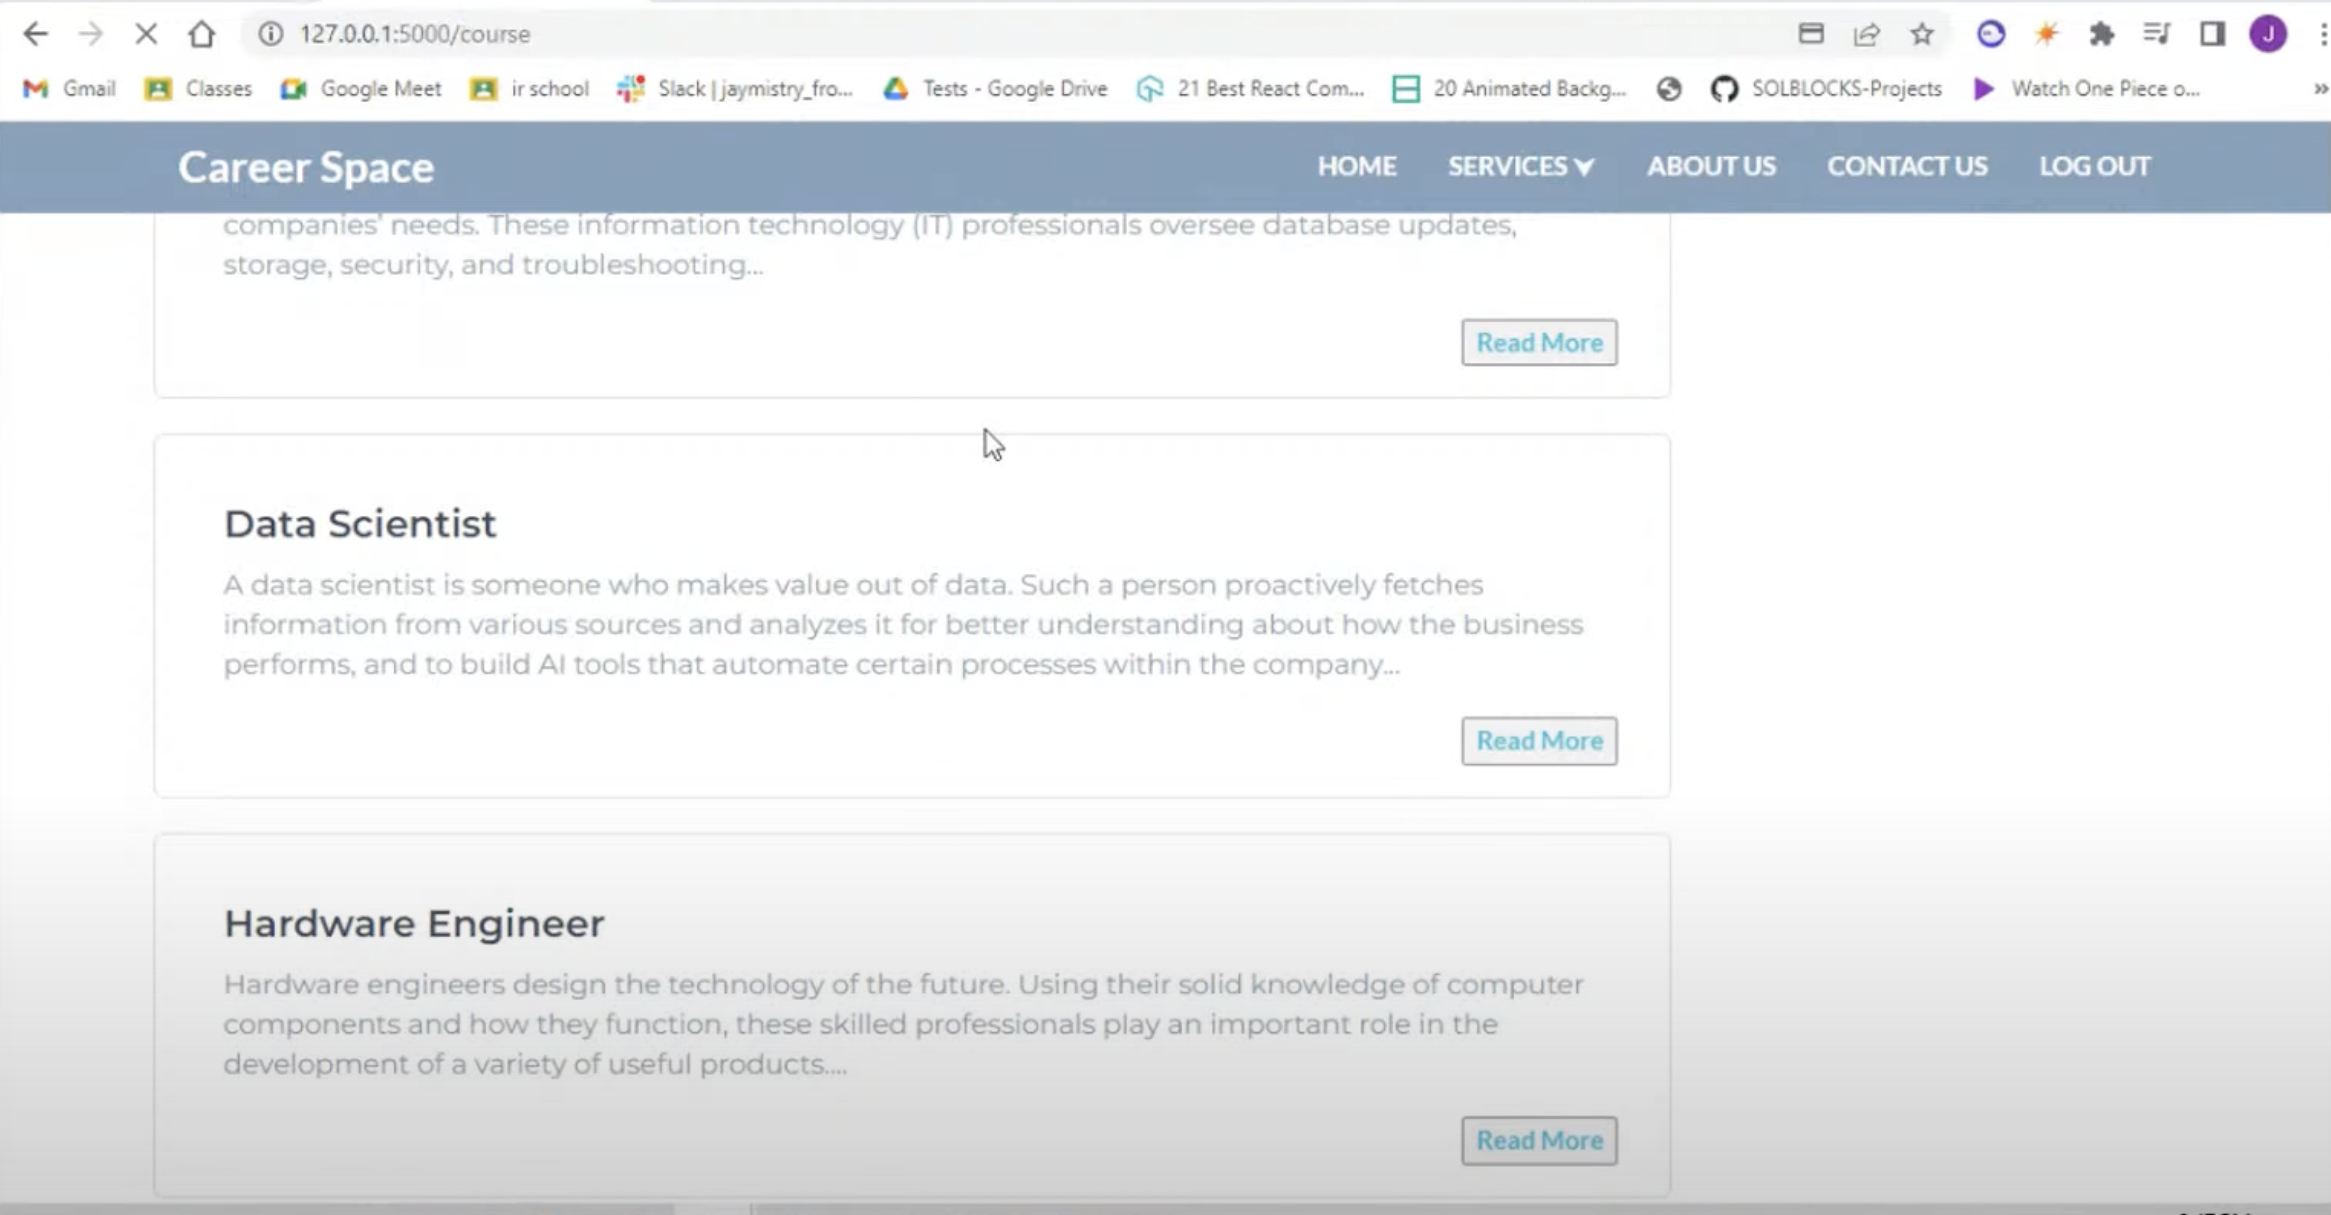 127.0.0.1:5000/course
J
Gmail Classes Google Meet ir school Slack | jaymistry_fro... Tests - Google Drive 21 Best React Com... 20 Animated Backg... SOLBLOCKS-Projects Watch One Piece o... »
Career Space HOME SERVICES ABOUT US CONTACT US LOG OUT
companies' needs. These information technology (IT) professionals oversee database updates,
storage, security, and troubleshooting...
Read More
Data Scientist
A data scientist is someone who makes value out of data. Such a person proactively fetches
information from various sources and analyzes it for better understanding about how the business
performs, and to build AI tools that automate certain processes within the company...
Read More
Hardware Engineer
Hardware engineers design the technology of the future. Using their solid knowledge of computer
components and how they function, these skilled professionals play an important role in the
development of a variety of useful products....
Read More